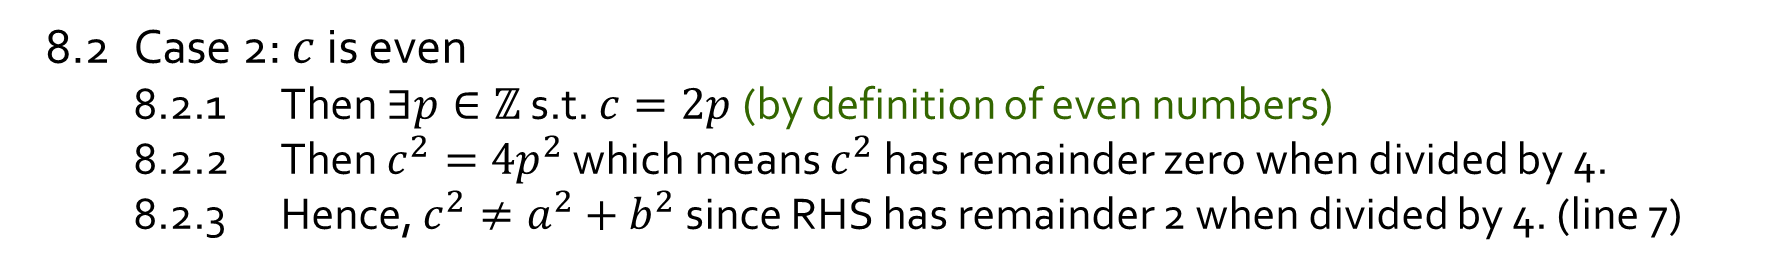 8.2 Case 2: 𝑐 is even
8.2.1 Then ∃𝑝 ∈ ℤ s.t. 𝑐 = 2𝑝 (by definition of even numbers)
8.2.2 Then 𝑐² = 4𝑝² which means 𝑐² has remainder zero when divided by 4.
8.2.3 Hence, 𝑐² ≠ 𝑎² + 𝑏² since RHS has remainder 2 when divided by 4. (line 7)